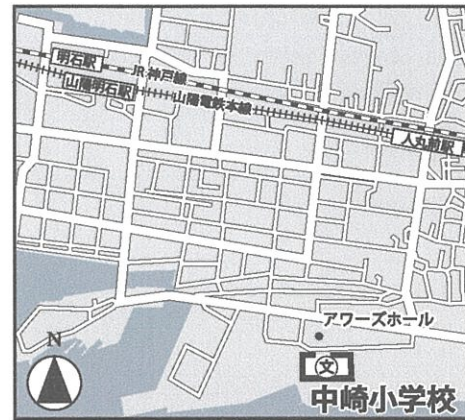 明石駅
JR神戸線
山陽明石駅
山陽電鉄本線
人丸前駅
アワーズホール
N
文
中崎小学校